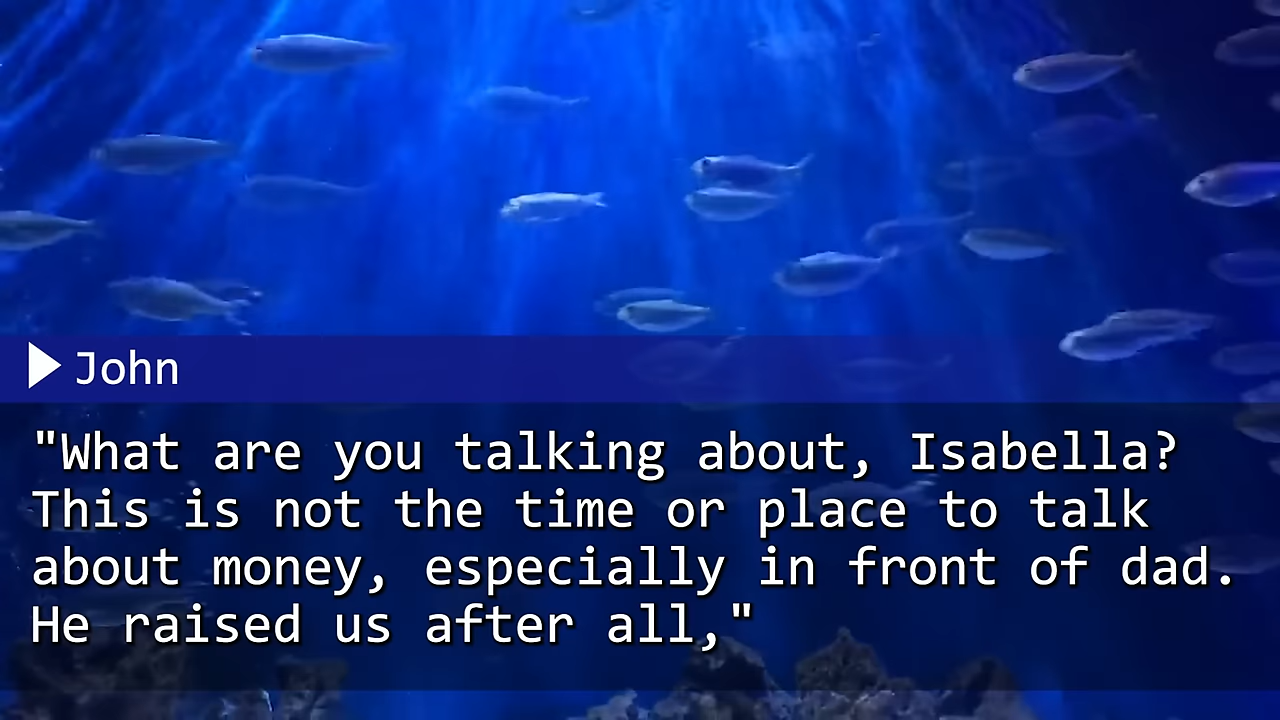 John
"What are you talking about, Isabella?
This is not the time or place to talk
about money, especially in front of dad.
He raised us after all,"